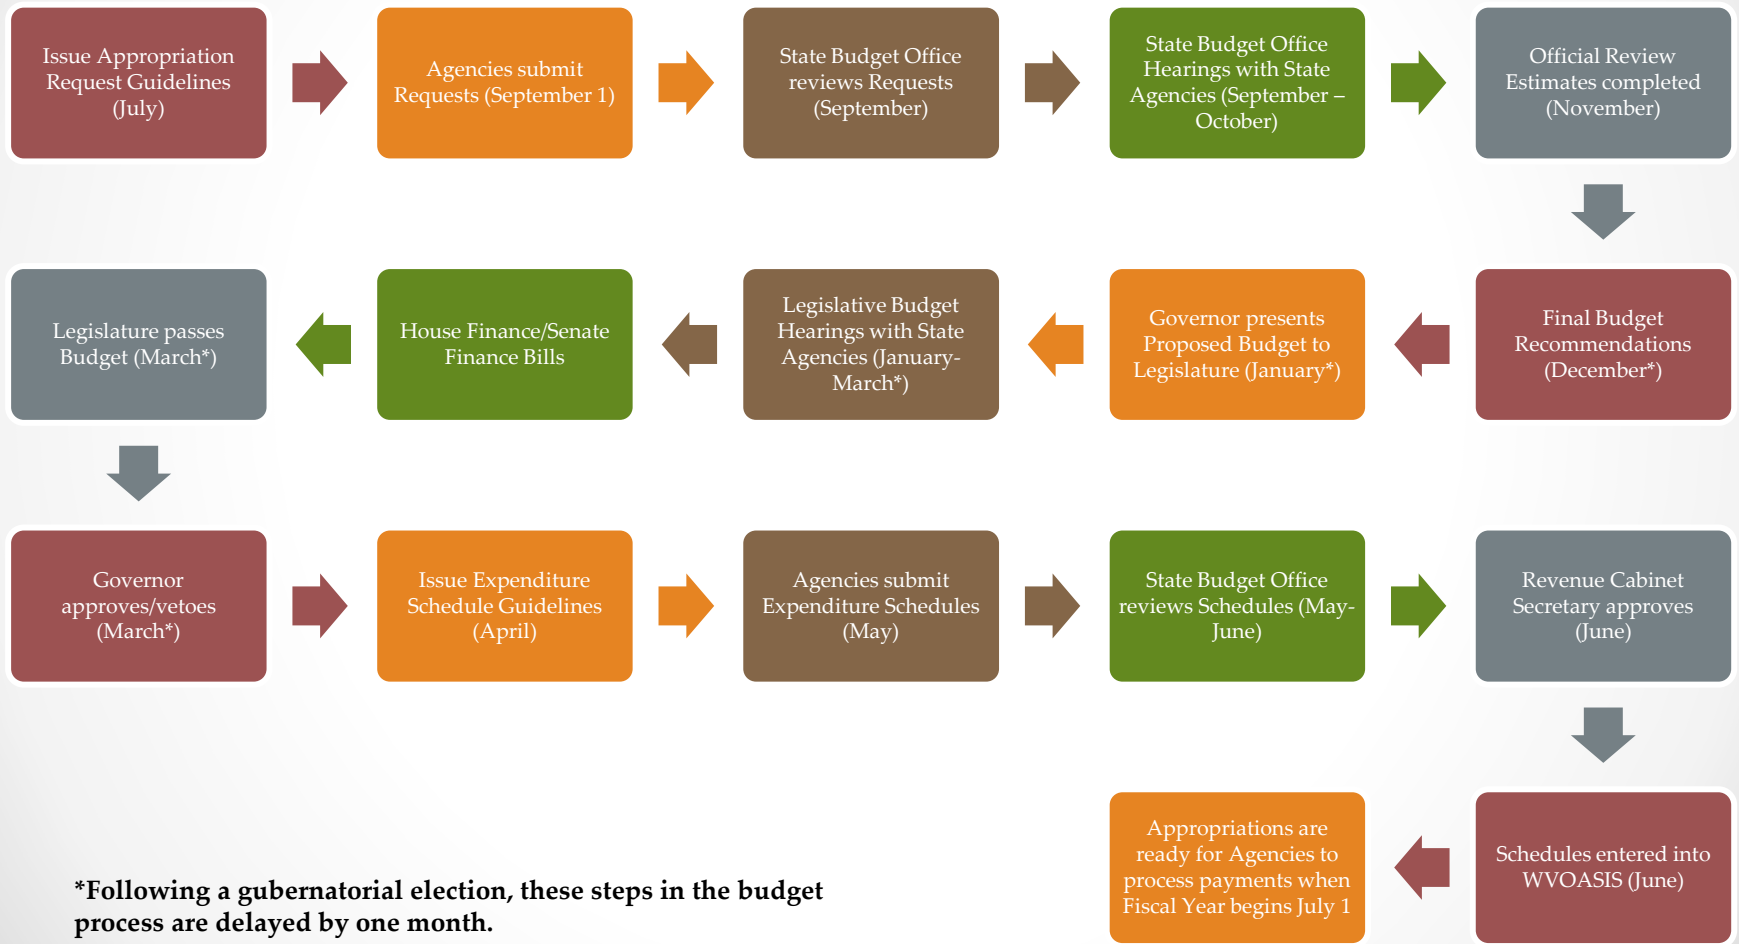 Issue Appropriation
Request Guidelines
(July)
Agencies submit
Requests (September 1)
State Budget Office
reviews Requests
(September)
State Budget Office
Hearings with State
Agencies (September –
October)
Official Review
Estimates completed
(November)
Final Budget
Recommendations
(December*)
Governor presents
Proposed Budget to
Legislature (January*)
Legislative Budget
Hearings with State
Agencies (January-
March*)
House Finance/Senate
Finance Bills
Legislature passes
Budget (March*)
Governor
approves/vetoes
(March*)
Issue Expenditure
Schedule Guidelines
(April)
Agencies submit
Expenditure Schedules
(May)
State Budget Office
reviews Schedules (May-
June)
Revenue Cabinet
Secretary approves
(June)
Schedules entered into
WVOASIS (June)
Appropriations are
ready for Agencies to
process payments when
Fiscal Year begins July 1
*Following a gubernatorial election, these steps in the budget
process are delayed by one month.